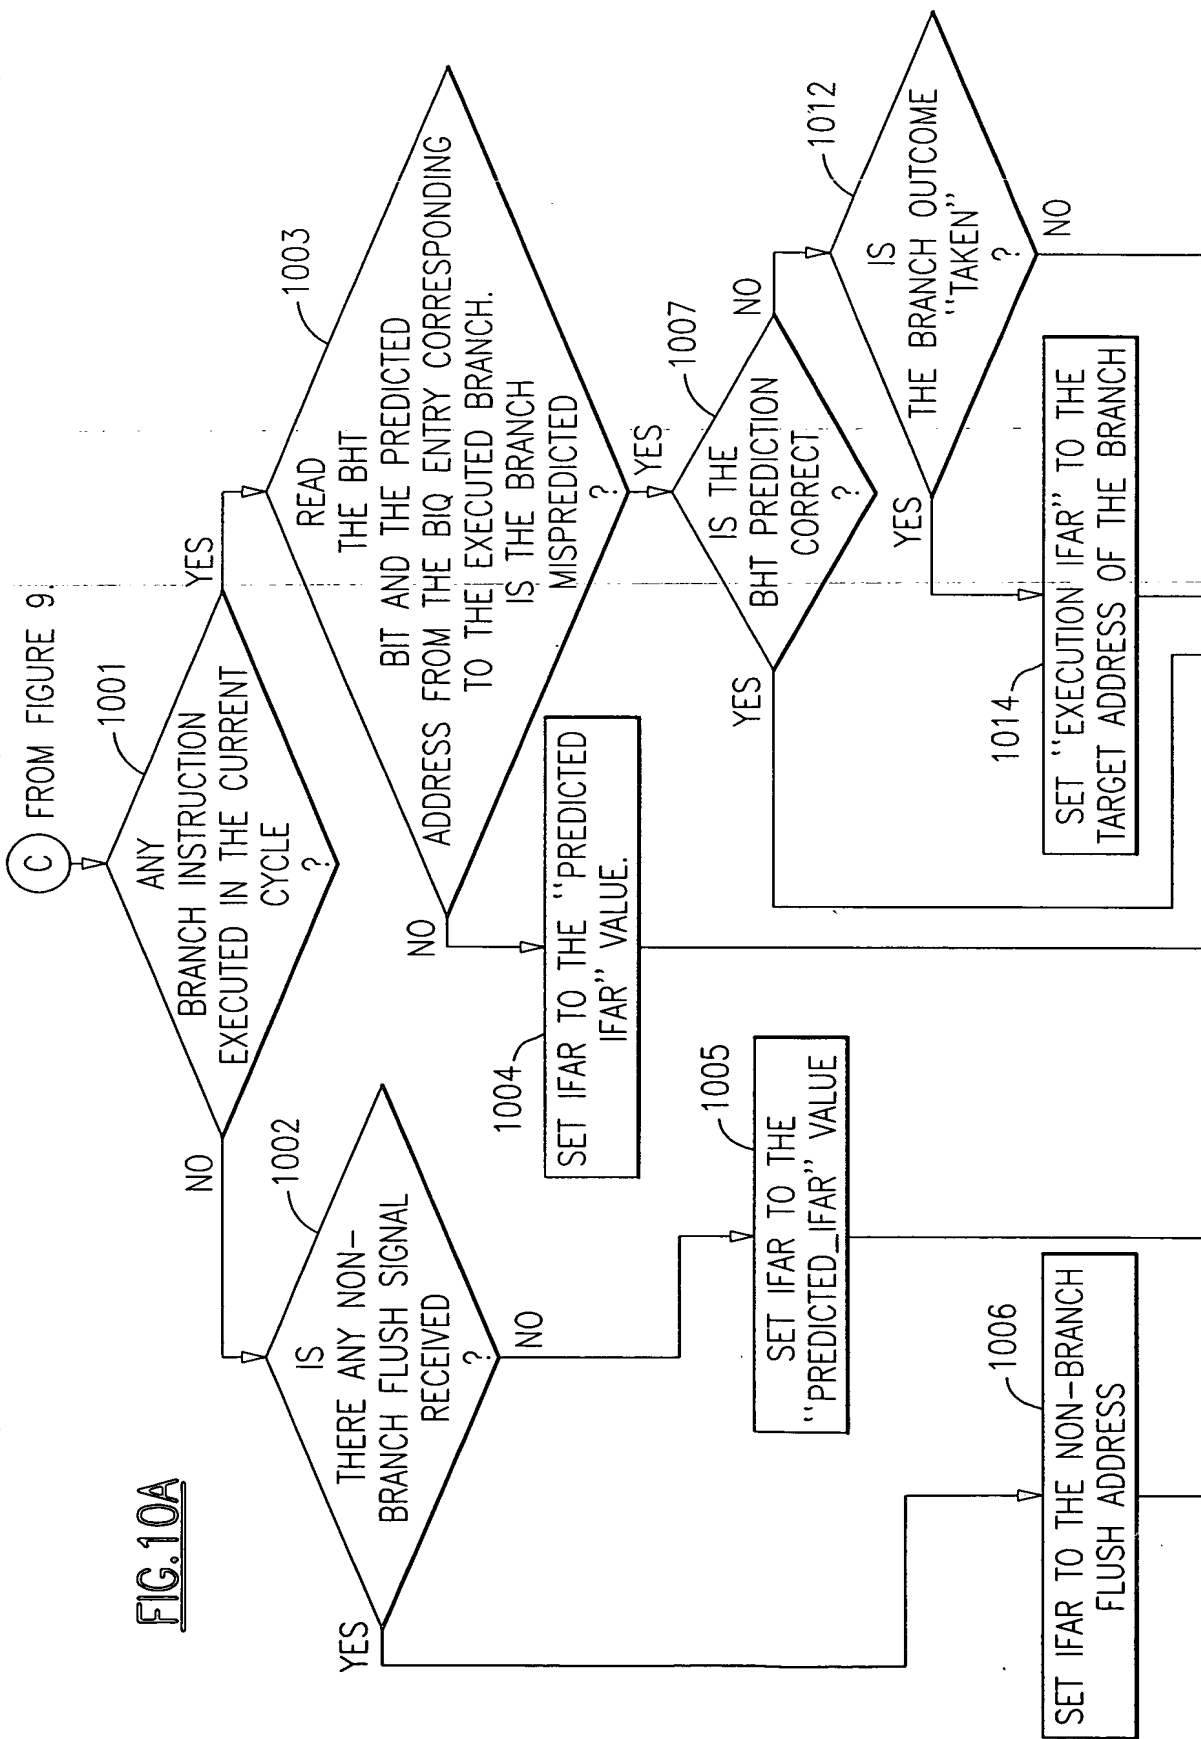 FIG.10A
C FROM FIGURE 9.
1001
ANY
BRANCH INSTRUCTION
EXECUTED IN THE CURRENT
CYCLE
?
NO
YES
1002
IS
THERE ANY NON-
BRANCH FLUSH SIGNAL
RECEIVED
?
YES
NO
1003
READ
THE BHT
BIT AND THE PREDICTED
ADDRESS FROM THE BIQ ENTRY CORRESPONDING
TO THE EXECUTED BRANCH.
IS THE BRANCH
MISPREDICTED
?
NO
YES
1004
SET IFAR TO THE "PREDICTED
IFAR" VALUE.
1005
SET IFAR TO THE
"PREDICTED_IFAR" VALUE
1006
SET IFAR TO THE NON-BRANCH
FLUSH ADDRESS
1007
IS THE
BHT PREDICTION
CORRECT
?
YES
NO
1012
IS
THE BRANCH OUTCOME
"TAKEN"
?
YES
NO
1014
SET "EXECUTION IFAR" TO THE
TARGET ADDRESS OF THE BRANCH